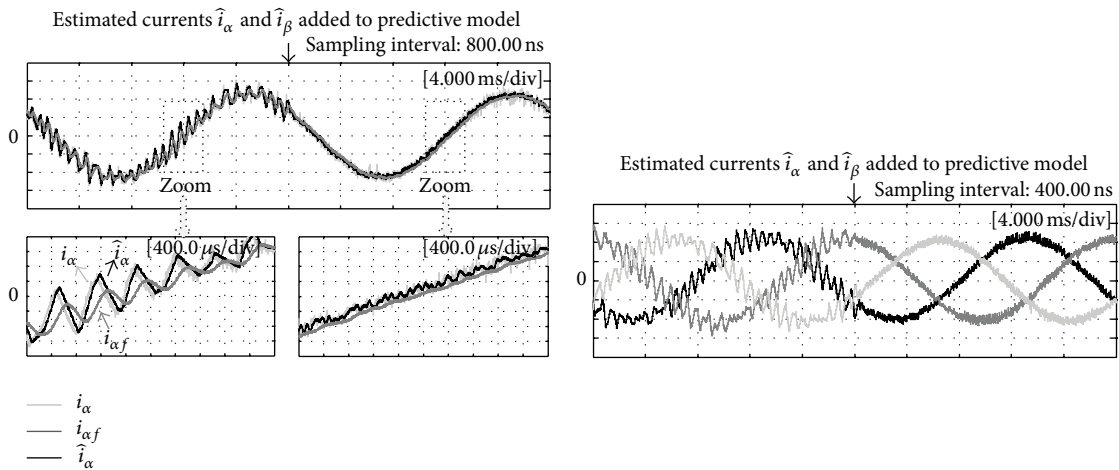 Estimated currents î_α and î_β added to predictive model
Sampling interval: 800.00 ns
[4.000 ms/div]
0
Zoom
Zoom
[400.0 μs/div]
[400.0 μs/div]
i_α
î_α
0
i_αf
i_α
i_αf
î_α
Estimated currents î_α and î_β added to predictive model
Sampling interval: 400.00 ns
[4.000 ms/div]
0